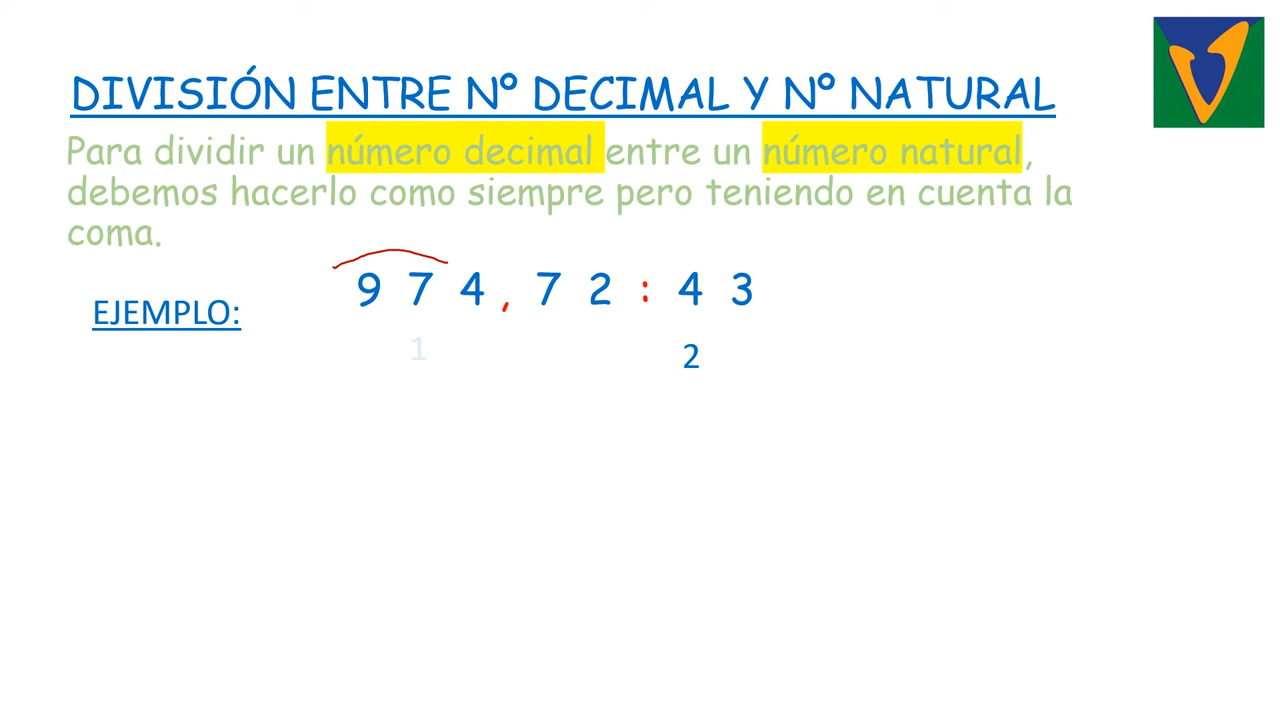 DIVISIÓN ENTRE Nº DECIMAL Y Nº NATURAL
Para dividir un número decimal entre un número natural,
debemos hacerlo como siempre pero teniendo en cuenta la
coma.
9 7 4 , 7 2 : 4 3
EJEMPLO:
1 2